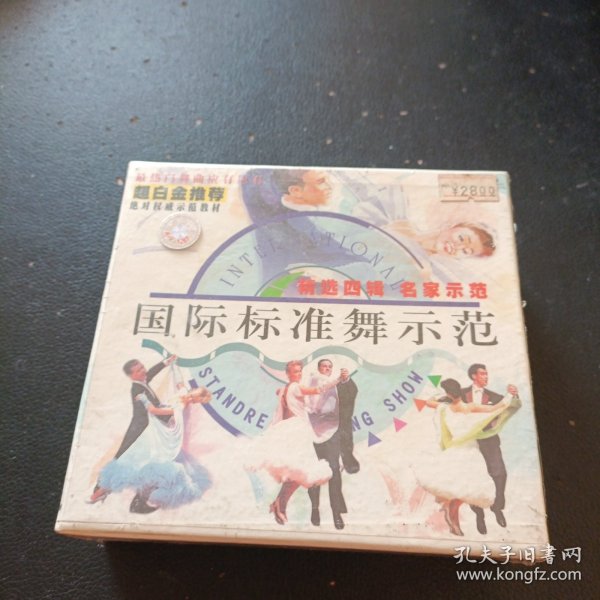 超白金推荐
绝对权威示范教材
¥2800
INTERNATIONAL
精选四辑 名家示范
国际标准舞示范
STANDRE
NG SHOW
孔夫子旧书网
www.kongfz.com